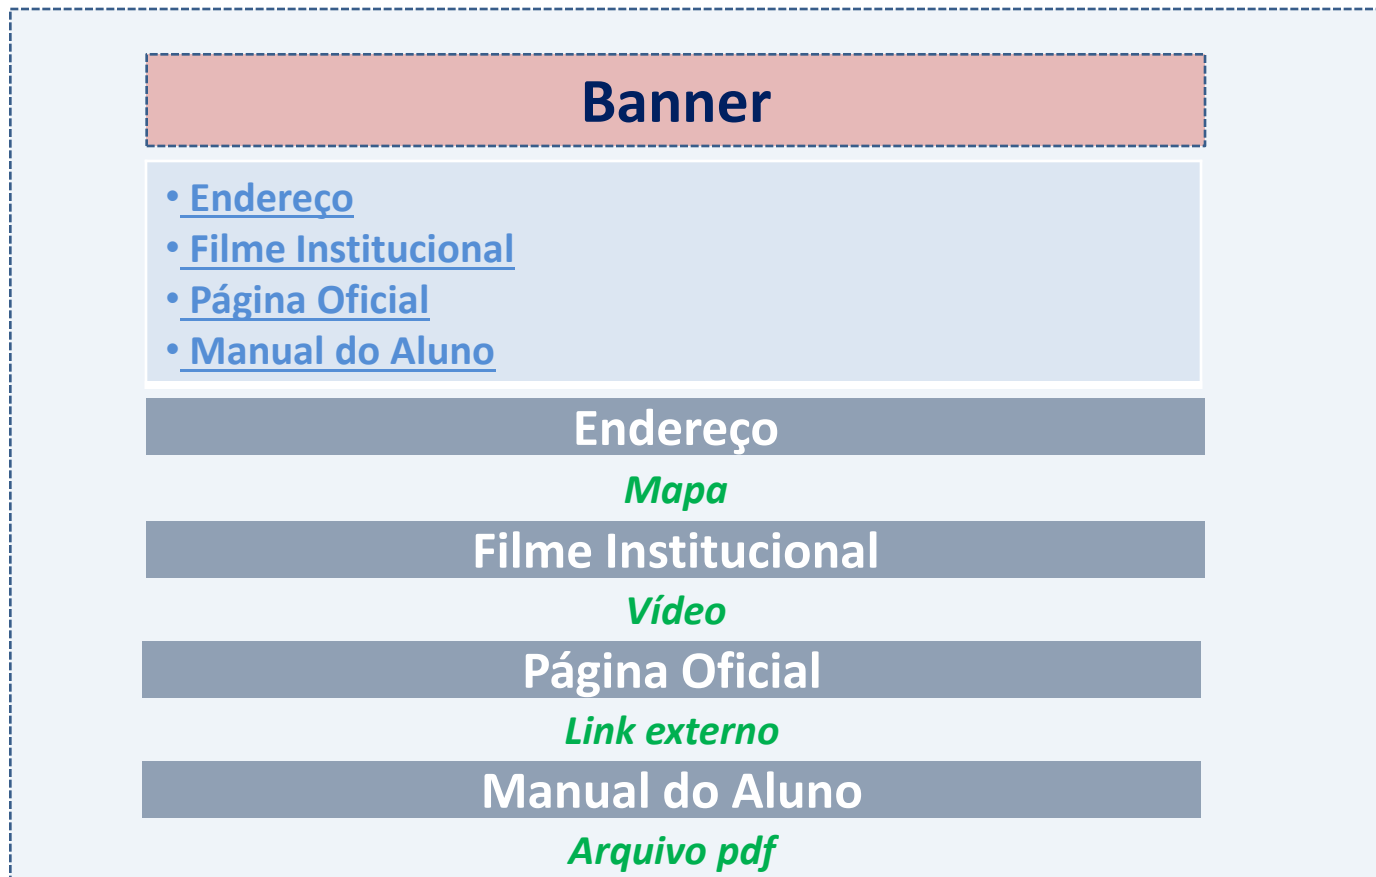 Banner
• Endereço
• Filme Institucional
• Página Oficial
• Manual do Aluno
Endereço
Mapa
Filme Institucional
Vídeo
Página Oficial
Link externo
Manual do Aluno
Arquivo pdf